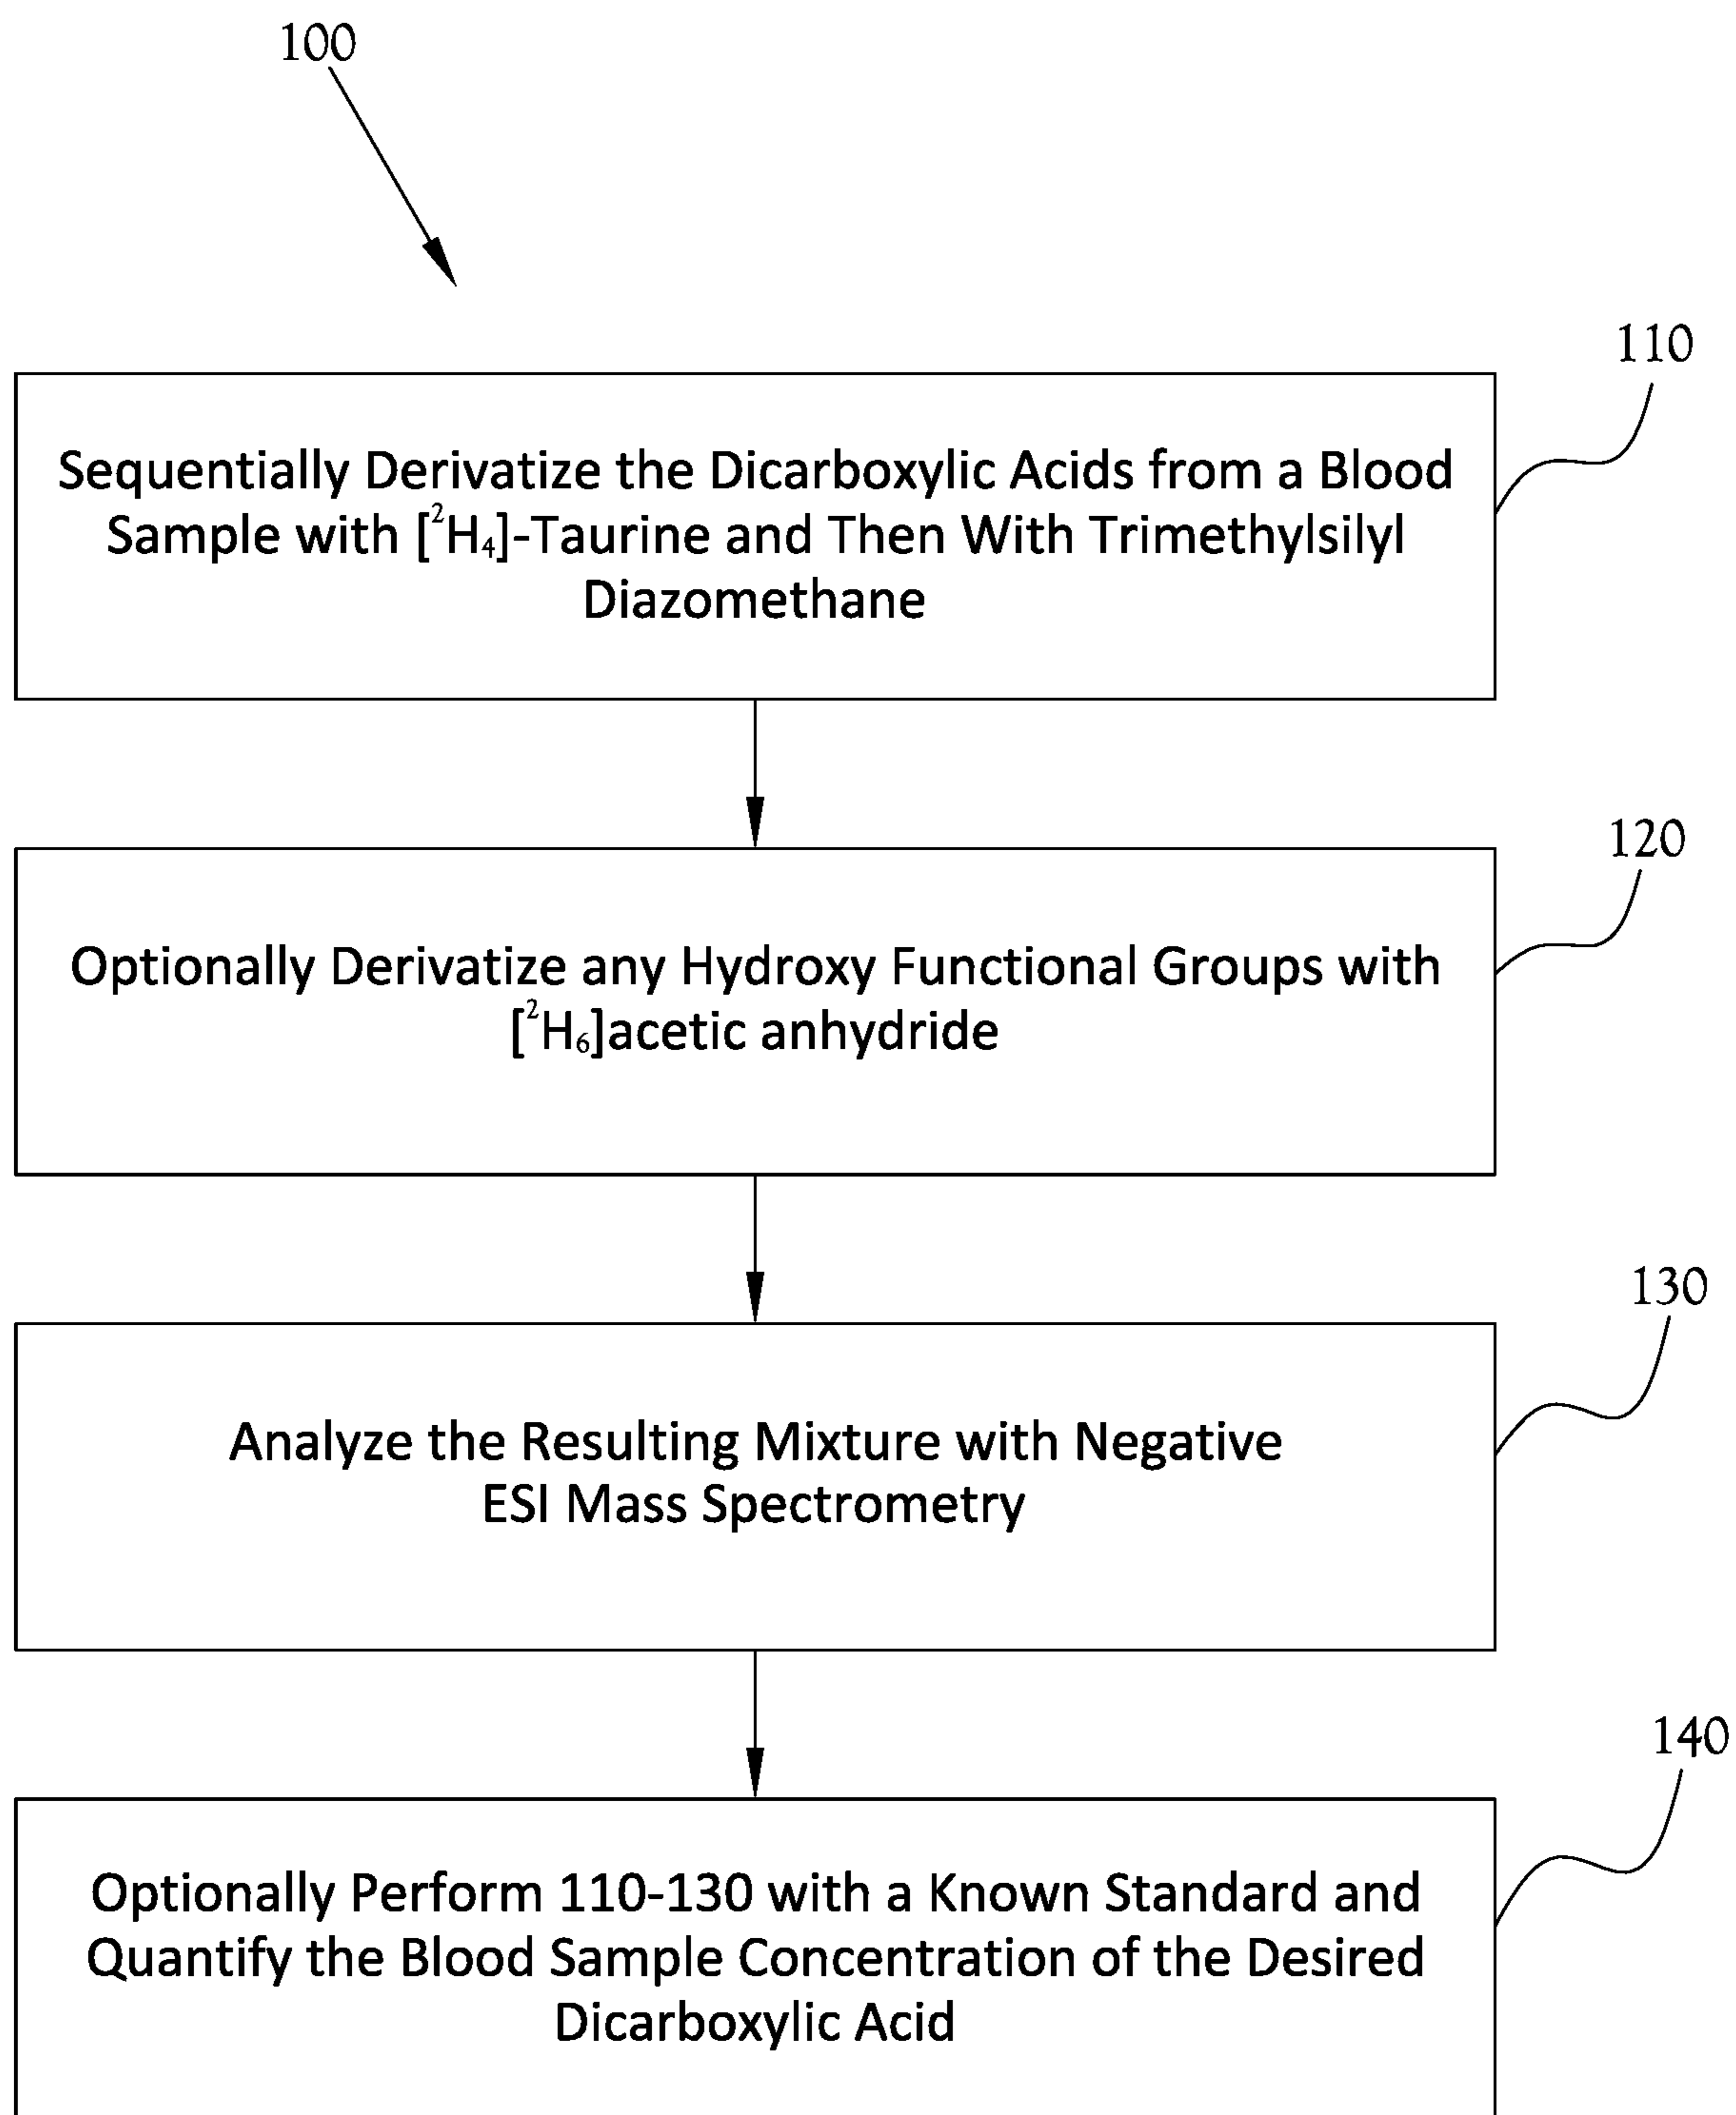 100
110
Sequentially Derivatize the Dicarboxylic Acids from a Blood
Sample with [²H₄]-Taurine and Then With Trimethylsilyl
Diazomethane
120
Optionally Derivatize any Hydroxy Functional Groups with
[²H₆]acetic anhydride
130
Analyze the Resulting Mixture with Negative
ESI Mass Spectrometry
140
Optionally Perform 110-130 with a Known Standard and
Quantify the Blood Sample Concentration of the Desired
Dicarboxylic Acid